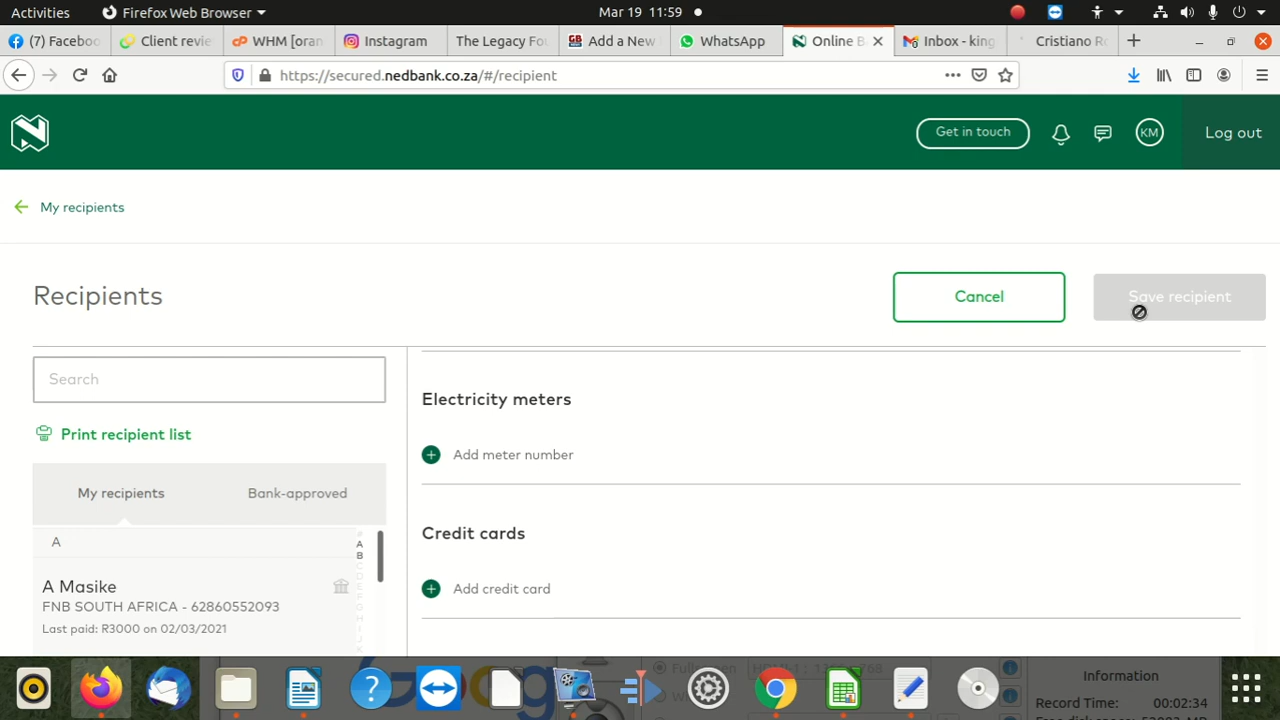 Activities
Firefox Web Browser
Mar 19 11:59
(7) Faceboo
Client revie
WHM [oran
Instagram
The Legacy Fou
Add a New
WhatsApp
Online B
Inbox - king
Cristiano Ro
https://secured.nedbank.co.za/#/recipient
Get in touch
KM
Log out
My recipients
Recipients
Cancel
Save recipient
Search
Print recipient list
My recipients
Bank-approved
A
A Masike
FNB SOUTH AFRICA - 62860552093
Last paid: R3000 on 02/03/2021
Electricity meters
Add meter number
Credit cards
Add credit card
Information
Record Time: 00:02:34